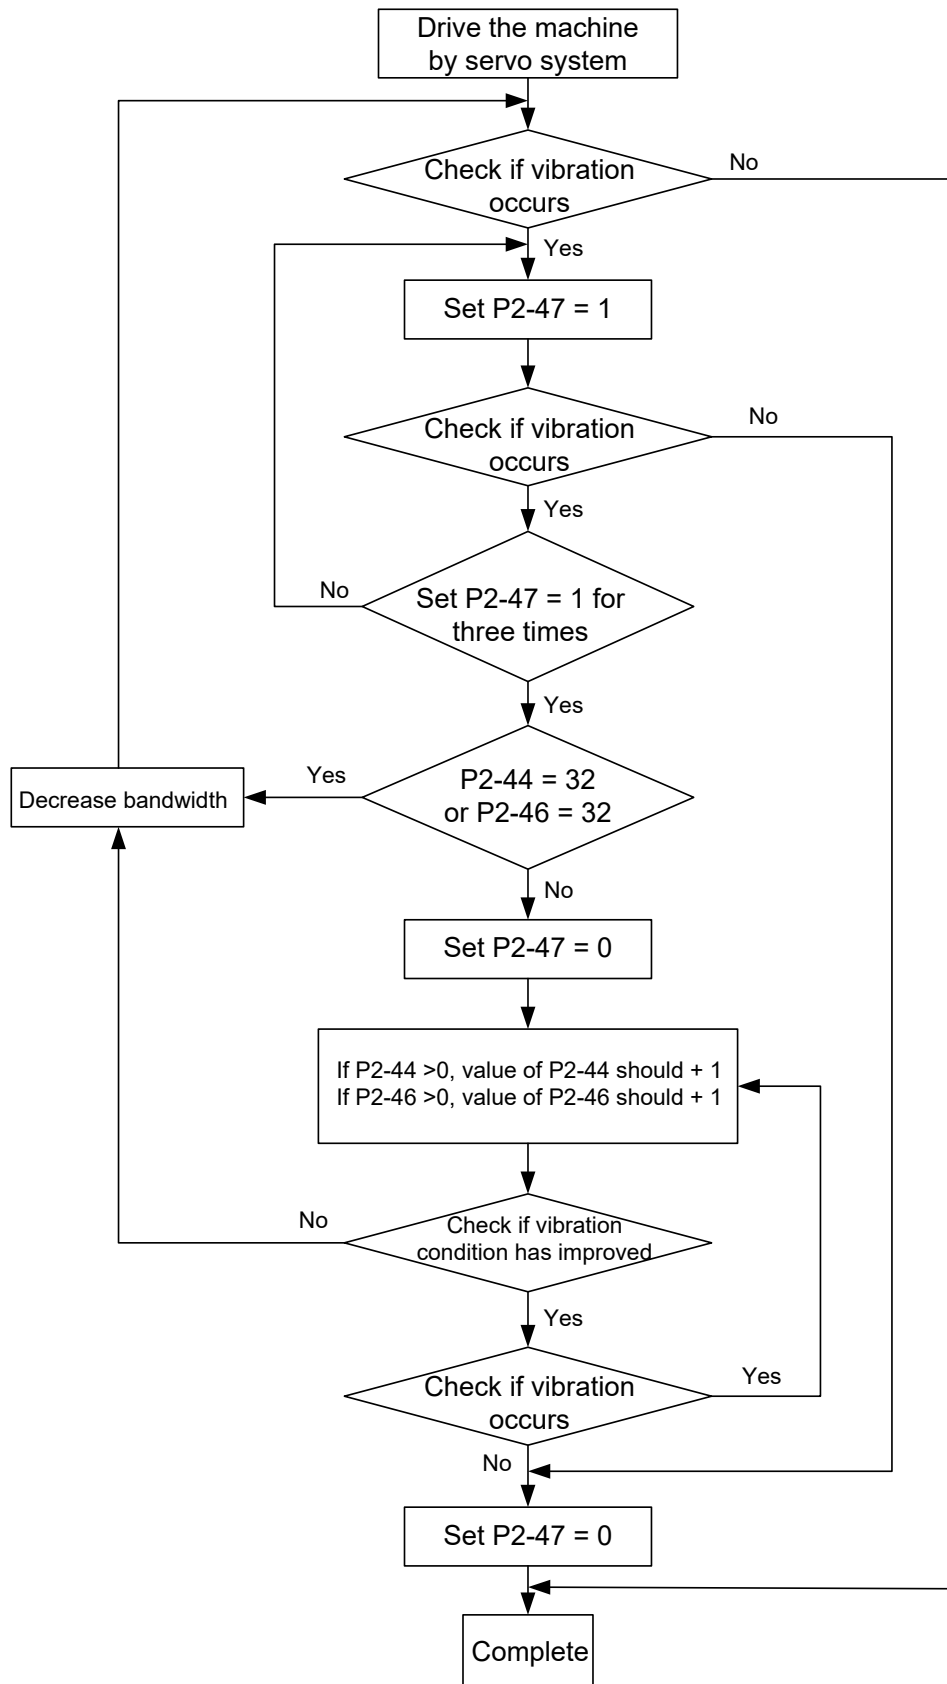 Drive the machine
by servo system
Check if vibration
occurs
No
Yes
Set P2-47 = 1
Check if vibration
occurs
No
Yes
Set P2-47 = 1 for
three times
No
Yes
P2-44 = 32
or P2-46 = 32
Yes
Decrease bandwidth
No
Set P2-47 = 0
If P2-44 >0, value of P2-44 should + 1
If P2-46 >0, value of P2-46 should + 1
Check if vibration
condition has improved
No
Yes
Check if vibration
occurs
Yes
No
Set P2-47 = 0
Complete